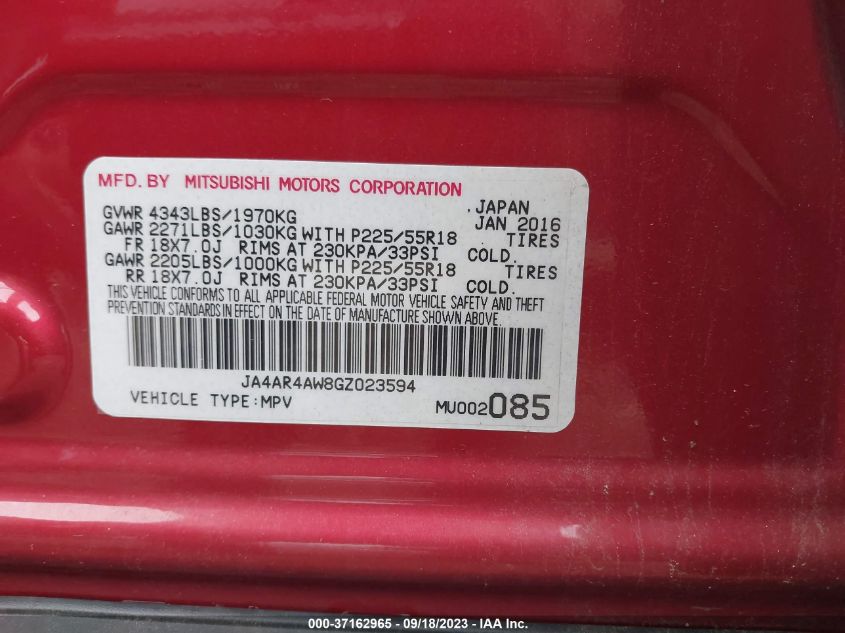 MFD. BY MITSUBISHI MOTORS CORPORATION
GVWR 4343LBS/1970KG .JAPAN JAN 2016
GAWR 2271LBS/1030KG WITH P225/55R18 TIRES
FR 18X7.0J RIMS AT 230KPA/33PSI COLD.
GAWR 2205LBS/1000KG WITH P225/55R18 TIRES
RR 18X7.0J RIMS AT 230KPA/33PSI COLD.
THIS VEHICLE CONFORMS TO ALL APPLICABLE FEDERAL MOTOR VEHICLE SAFETY AND THEFT
PREVENTION STANDARDS IN EFFECT ON THE DATE OF MANUFACTURE SHOWN ABOVE.
JA4AR4AW8GZ023594
VEHICLE TYPE:MPV MU002085
000-37162965 - 09/18/2023 - IAAI.COM